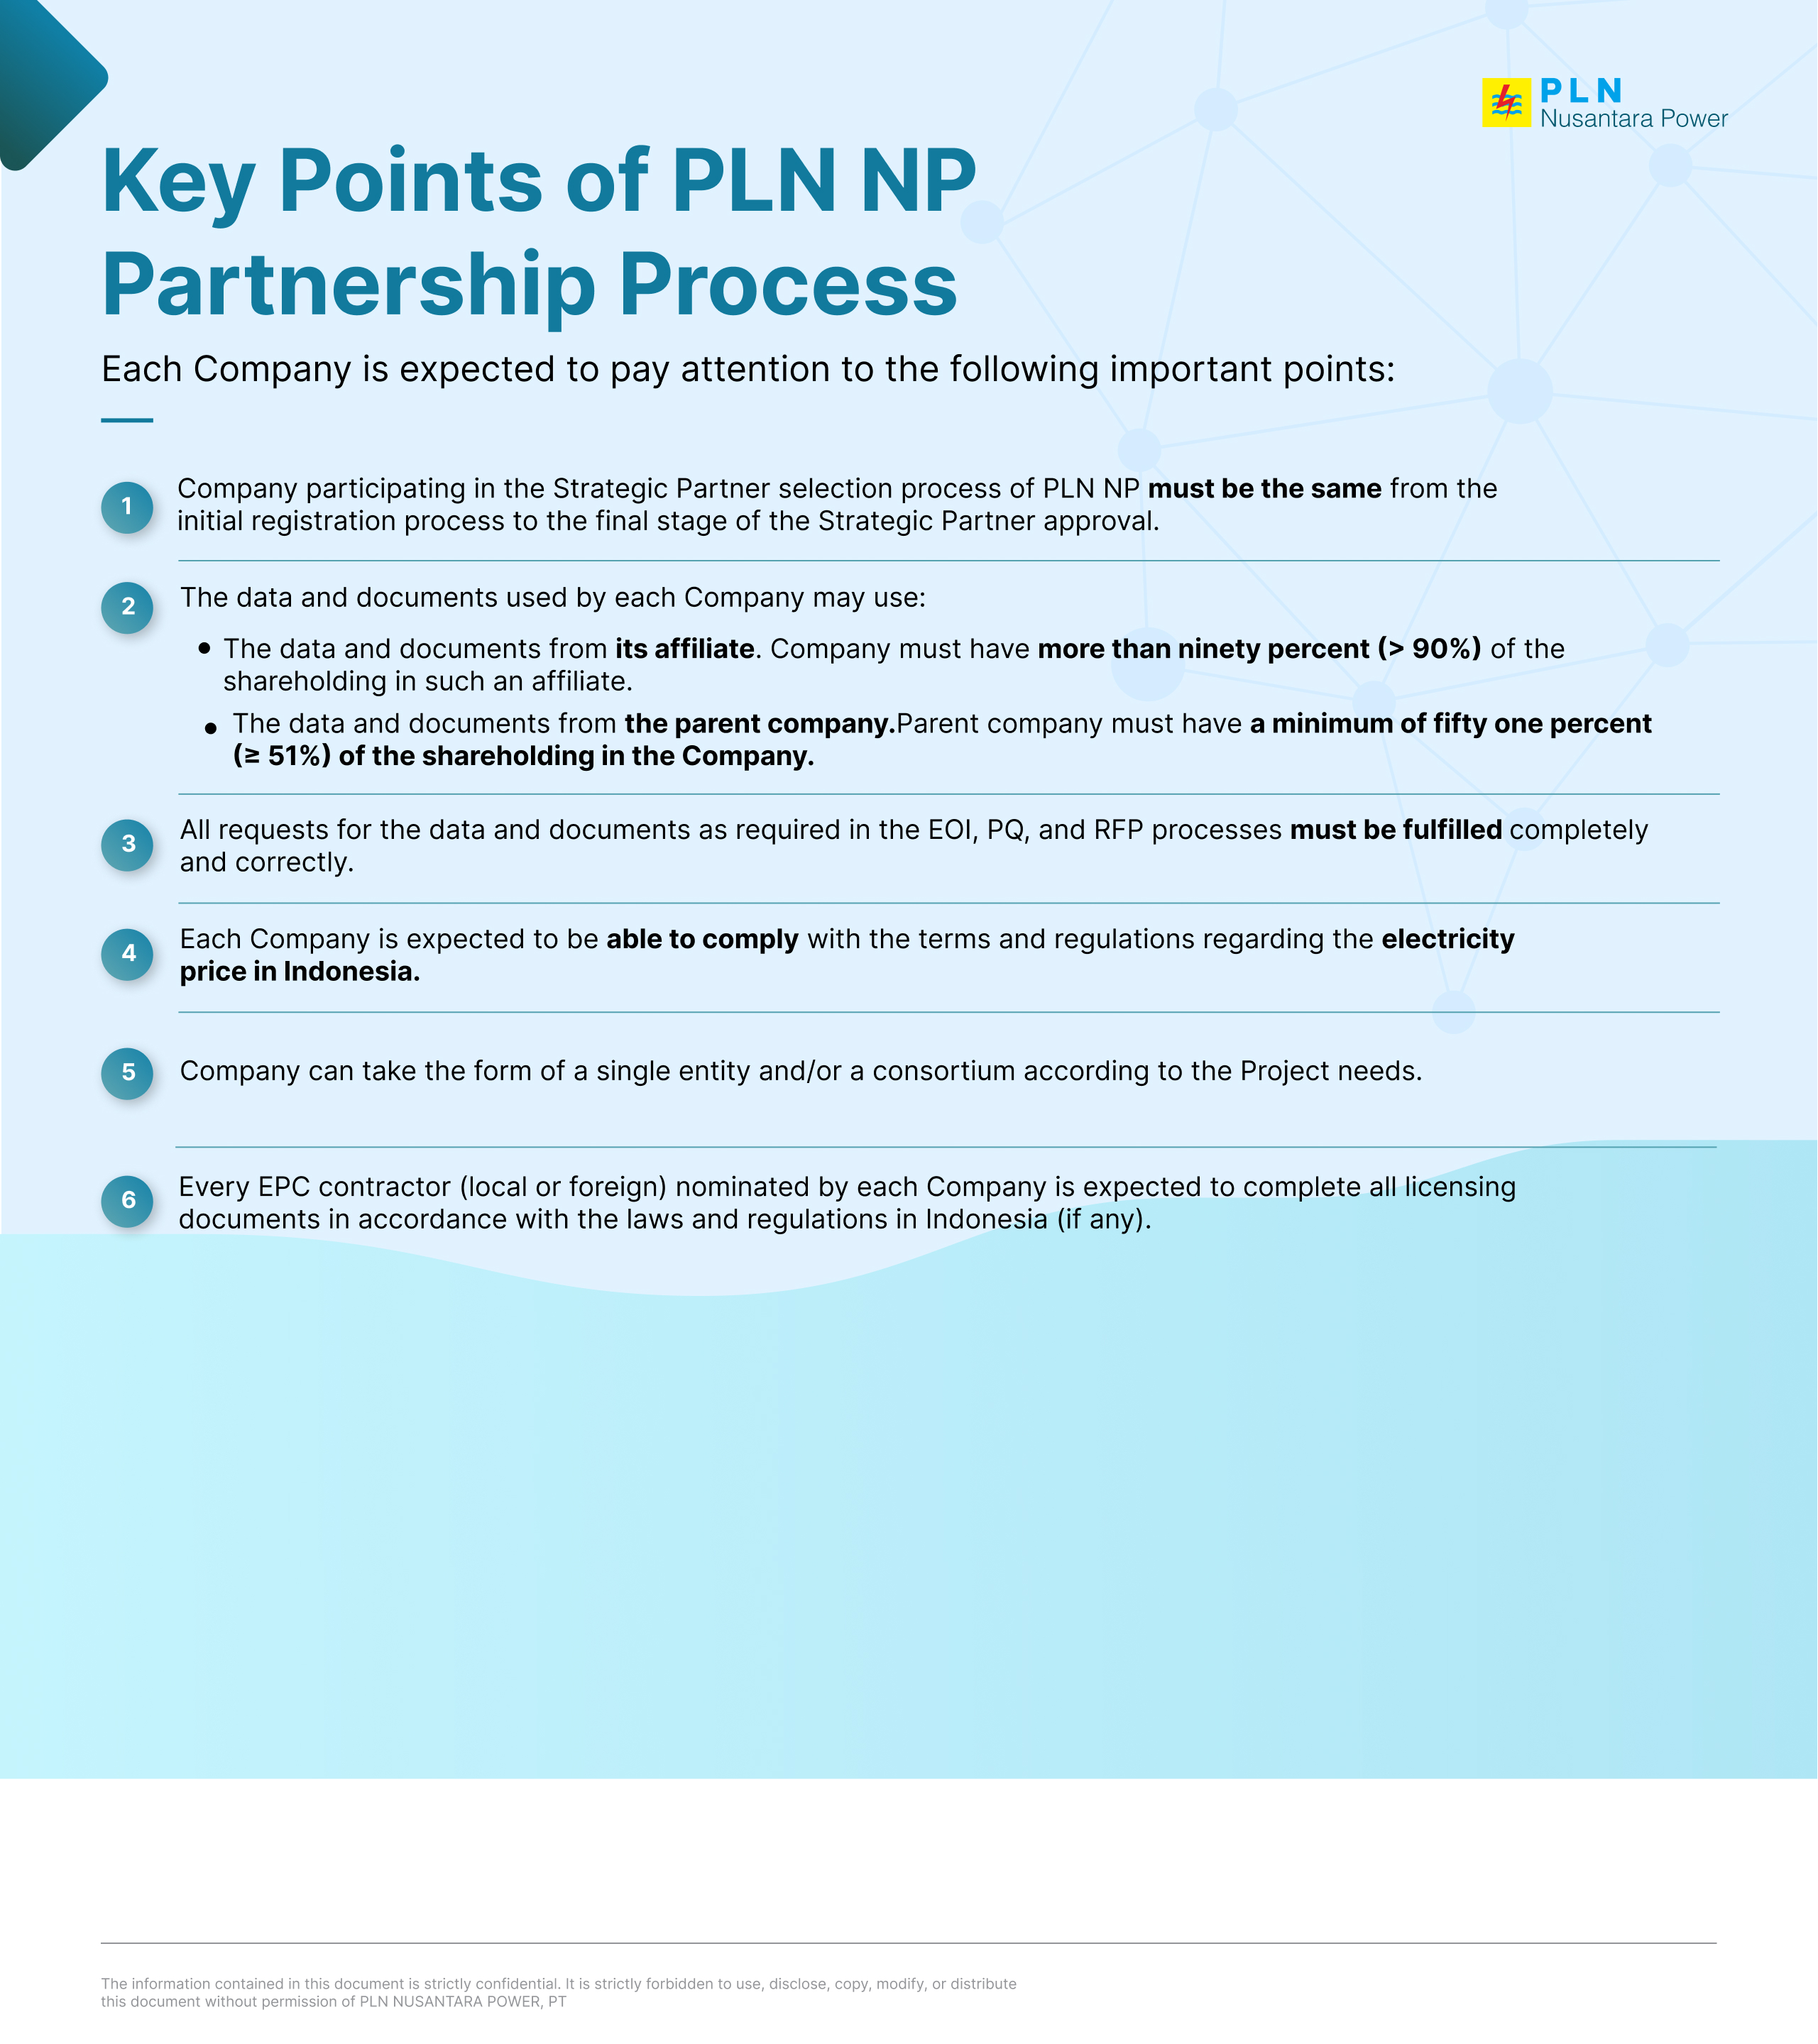 PLN
Nusantara Power
Key Points of PLN NP
Partnership Process
Each Company is expected to pay attention to the following important points:
1
Company participating in the Strategic Partner selection process of PLN NP must be the same from the
initial registration process to the final stage of the Strategic Partner approval.
2
The data and documents used by each Company may use:
● The data and documents from its affiliate. Company must have more than ninety percent (> 90%) of the
shareholding in such an affiliate.
● The data and documents from the parent company.Parent company must have a minimum of fifty one percent
(≥ 51%) of the shareholding in the Company.
3
All requests for the data and documents as required in the EOI, PQ, and RFP processes must be fulfilled completely
and correctly.
4
Each Company is expected to be able to comply with the terms and regulations regarding the electricity
price in Indonesia.
5
Company can take the form of a single entity and/or a consortium according to the Project needs.
6
Every EPC contractor (local or foreign) nominated by each Company is expected to complete all licensing
documents in accordance with the laws and regulations in Indonesia (if any).
The information contained in this document is strictly confidential. It is strictly forbidden to use, disclose, copy, modify, or distribute
this document without permission of PLN NUSANTARA POWER, PT